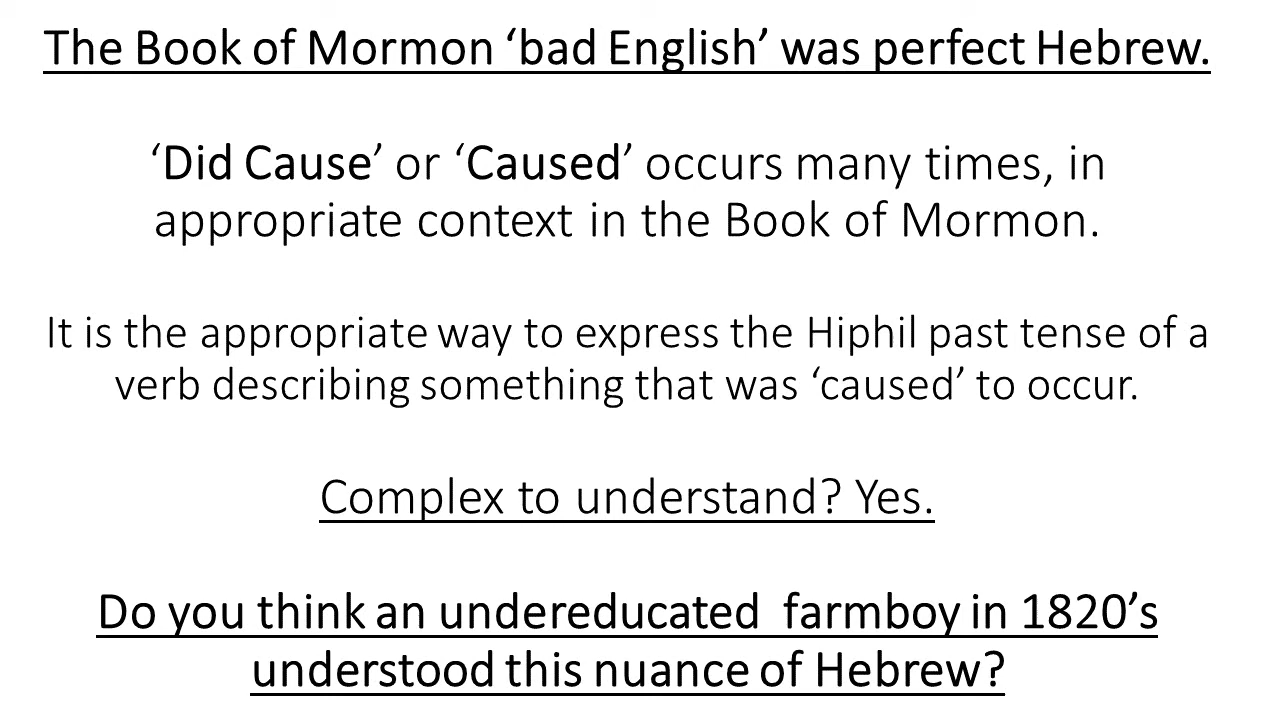 The Book of Mormon ‘bad English’ was perfect Hebrew.
‘Did Cause’ or ‘Caused’ occurs many times, in
appropriate context in the Book of Mormon.
It is the appropriate way to express the Hiphil past tense of a
verb describing something that was ‘caused’ to occur.
Complex to understand? Yes.
Do you think an undereducated  farmboy in 1820’s
understood this nuance of Hebrew?